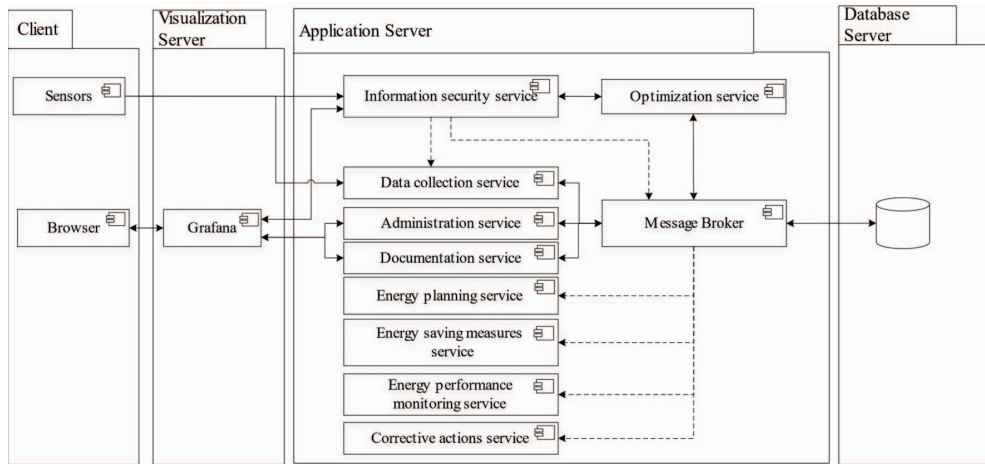 Client
Visualization
Server
Application Server
Database
Server
Sensors
Information security service
Optimization service
Data collection service
Browser
Grafana
Administration service
Message Broker
Documentation service
Energy planning service
Energy saving measures
service
Energy performance
monitoring service
Corrective actions service